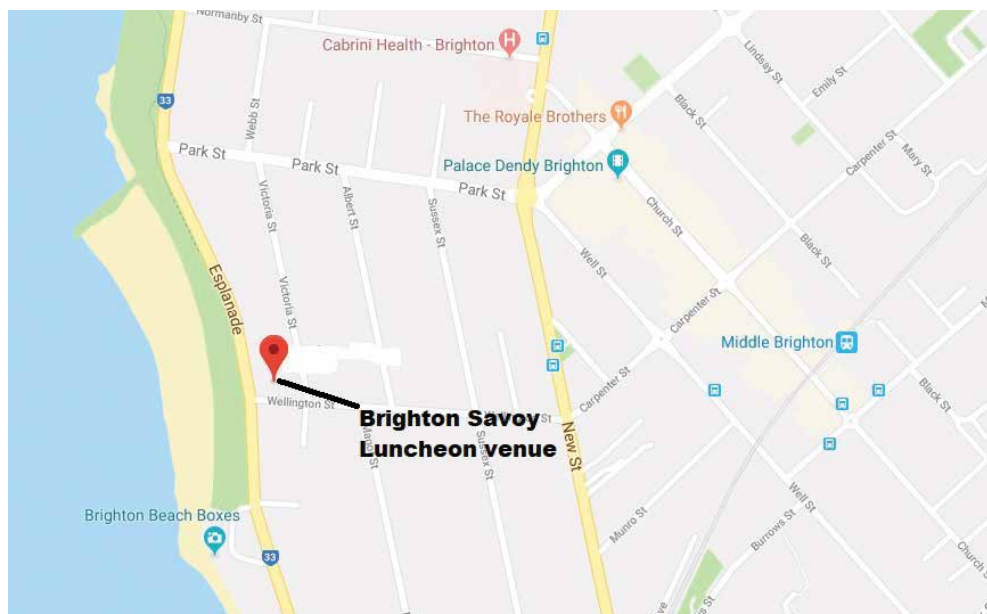 Normanby St
Cabrini Health - Brighton
H
Lindsay St
Emily St
33
Webb St
The Royale Brothers
Black St
Carpenter St
Mary St
Park St
Park St
Palace Dendy Brighton
Park St
Victoria St
Albert St
Sussex St
Church St
Black St
Well St
Esplanade
Victoria St
Carpenter St
Middle Brighton
Carpenter St
Black St
Wellington St
Brighton Savoy
Luncheon venue
New St
Manor St
Sussex St
Brighton Beach Boxes
33
Munro St
Well St
Burrows St
Church St